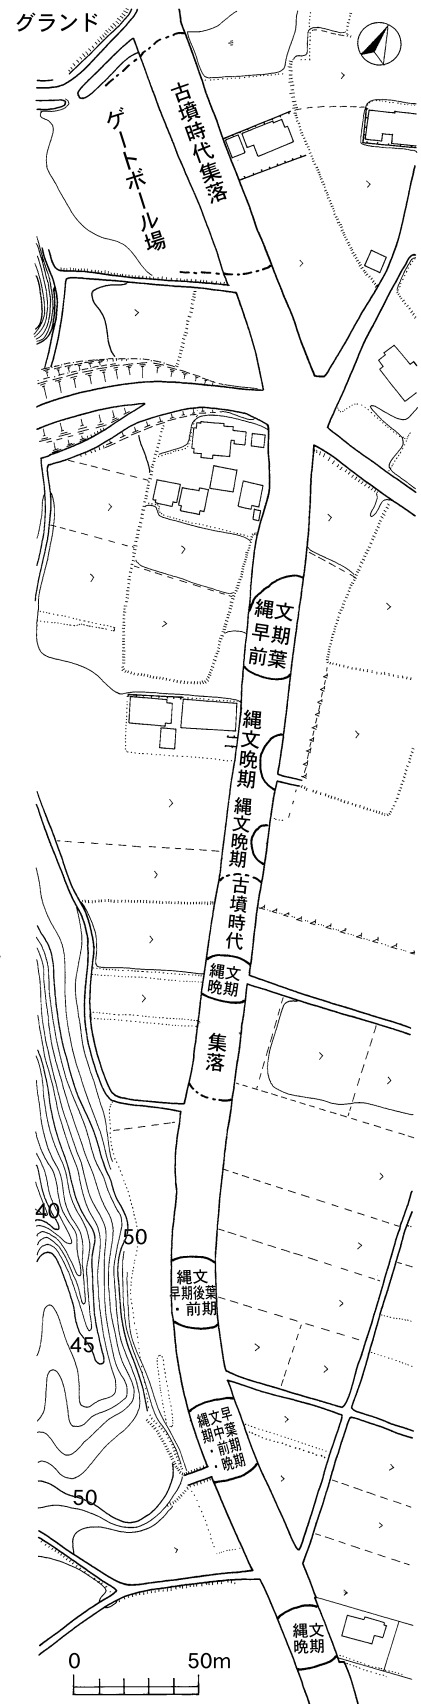 グランド
古墳時代集落
ゲートボール場
縄文
早期
前葉
縄文晩期
縄文晩期
古墳時代
縄文
晩期
集落
40
50
縄文
早期後葉
・前期
45
縄文
早期中葉
・前期
・晩期
50
縄文
晩期
0 50m